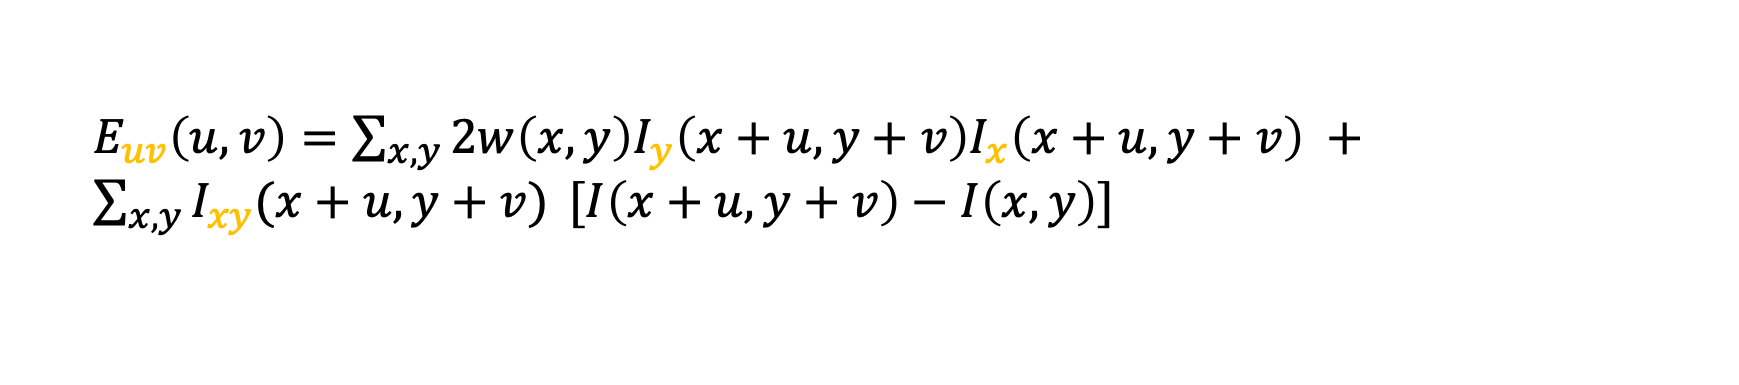 E_{uv}(u, v) = ∑_{x,y} 2w(x, y)I_y(x + u, y + v)I_x(x + u, y + v) +
∑_{x,y} I_{xy}(x + u, y + v) [I(x + u, y + v) − I(x, y)]